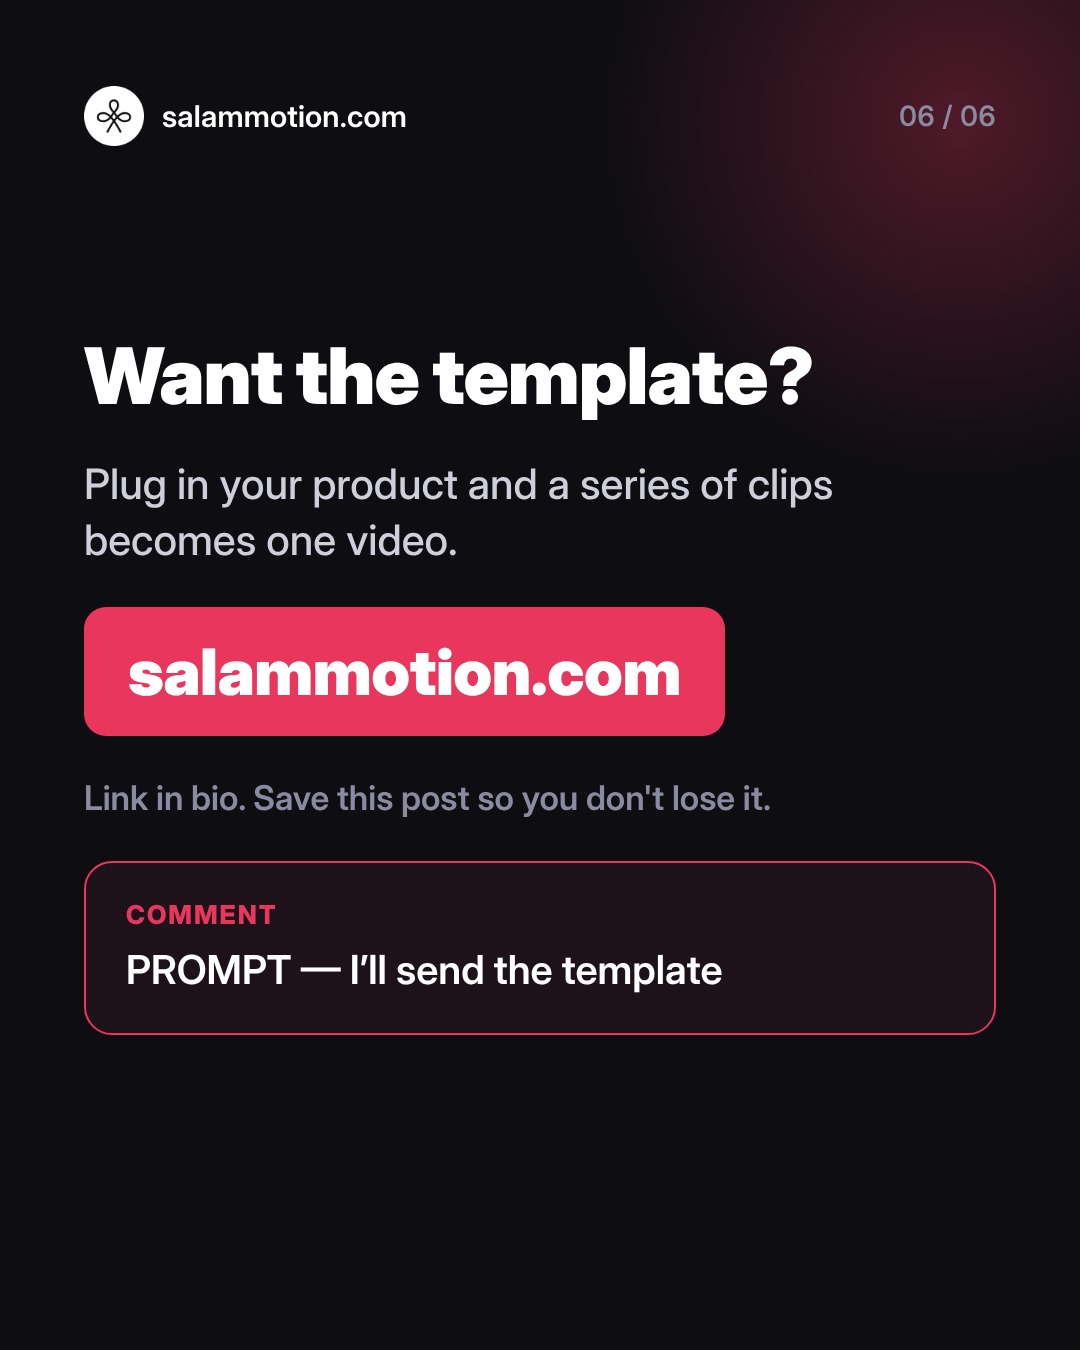 salammotion.com
06 / 06
Want the template?
Plug in your product and a series of clips
becomes one video.
salammotion.com
Link in bio. Save this post so you don't lose it.
COMMENT
PROMPT — I’ll send the template